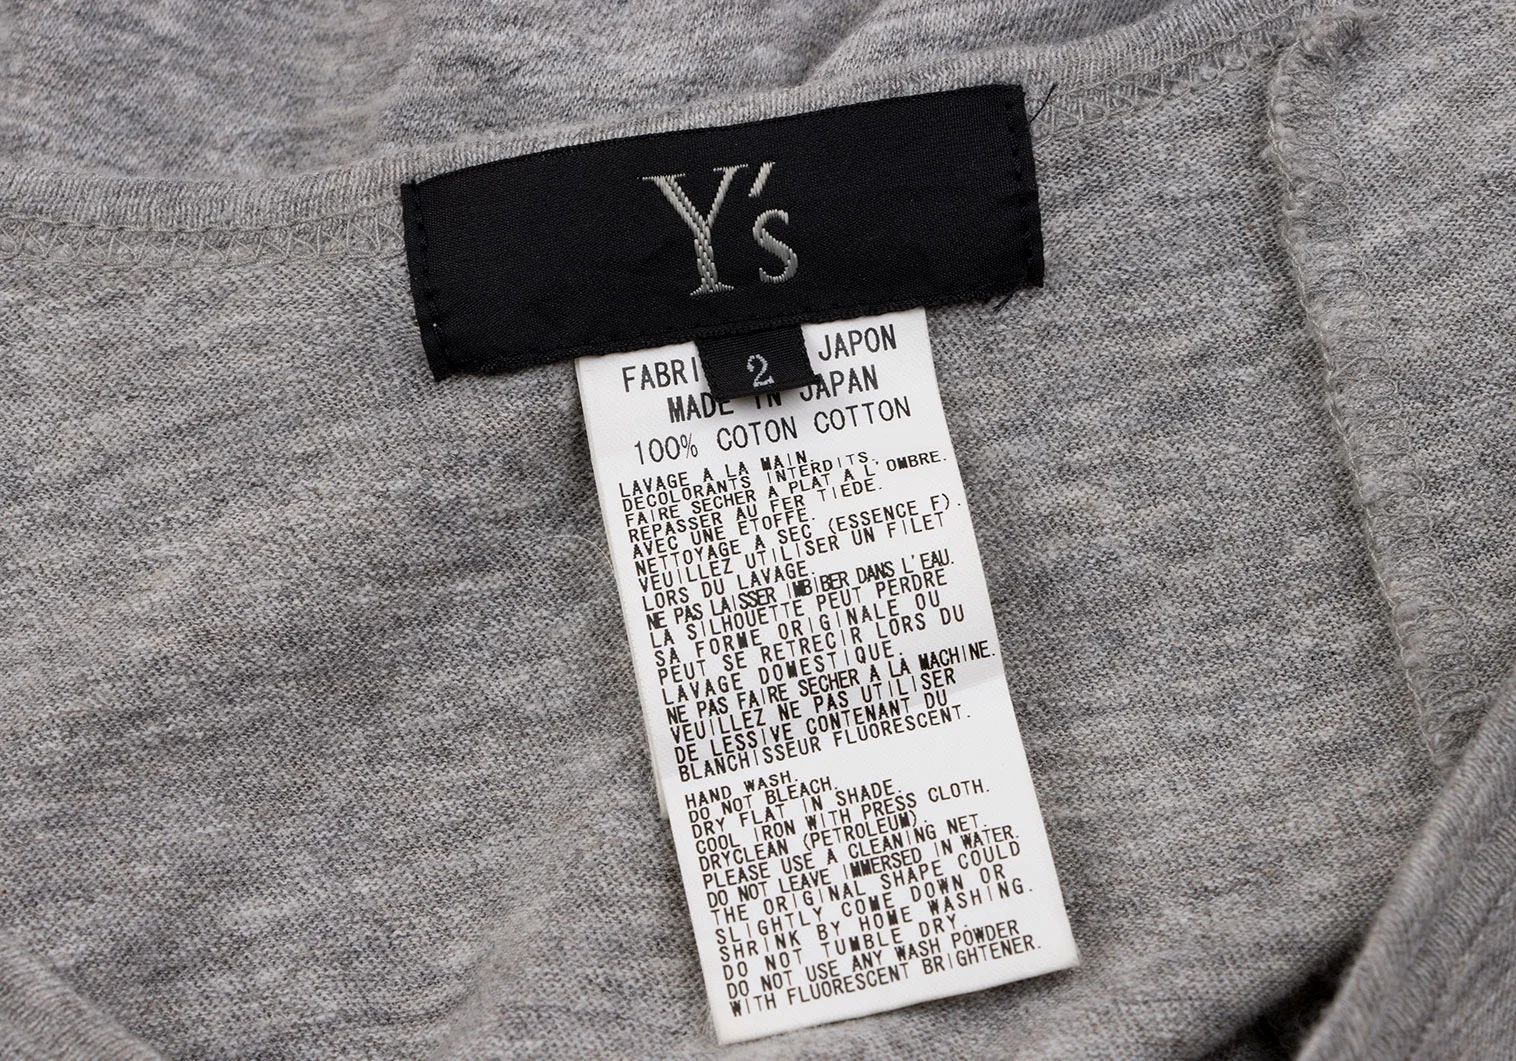 Y's
2
FABRI JAPON
MADE IN JAPAN
100% COTON COTTON
LAVAGE A LA MAIN.
DECOLORANTS INTERDITS.
FAIRE SECHER A PLAT A L'OMBRE.
REPASSER AU FER TIEDE.
AVEC UNE ETOFFE.
NETTOYAGE A SEC (ESSENCE F).
VEUILLEZ UTILISER UN FILET
LORS DU LAVAGE.
NE PAS LAISSER IMBIBER DANS L'EAU.
LA SILHOUETTE PEUT PERDRE
SA FORME ORIGINALE OU
PEUT SE RETRECIR LORS DU
LAVAGE DOMESTIQUE.
NE PAS FAIRE SECHER A LA MACHINE.
VEUILLEZ NE PAS UTILISER
DE LESSIVE CONTENANT DU
BLANCHISSEUR FLUORESCENT.
HAND WASH.
DO NOT BLEACH.
DRY FLAT IN SHADE.
COOL IRON WITH PRESS CLOTH.
DRYCLEAN (PETROLEUM).
PLEASE USE A CLEANING NET.
DO NOT LEAVE IMMERSED IN WATER.
THE ORIGINAL SHAPE COULD
SLIGHTLY COME DOWN OR
SHRINK BY HOME WASHING.
DO NOT TUMBLE DRY.
DO NOT USE ANY WASH POWDER
WITH FLUORESCENT BRIGHTENER.